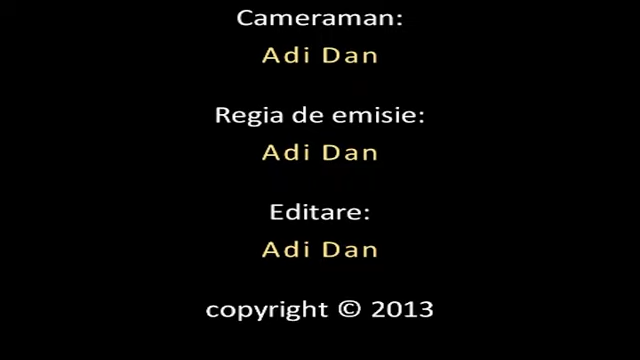 Cameraman:
Adi Dan
Regia de emisie:
Adi Dan
Editare:
Adi Dan
copyright © 2013